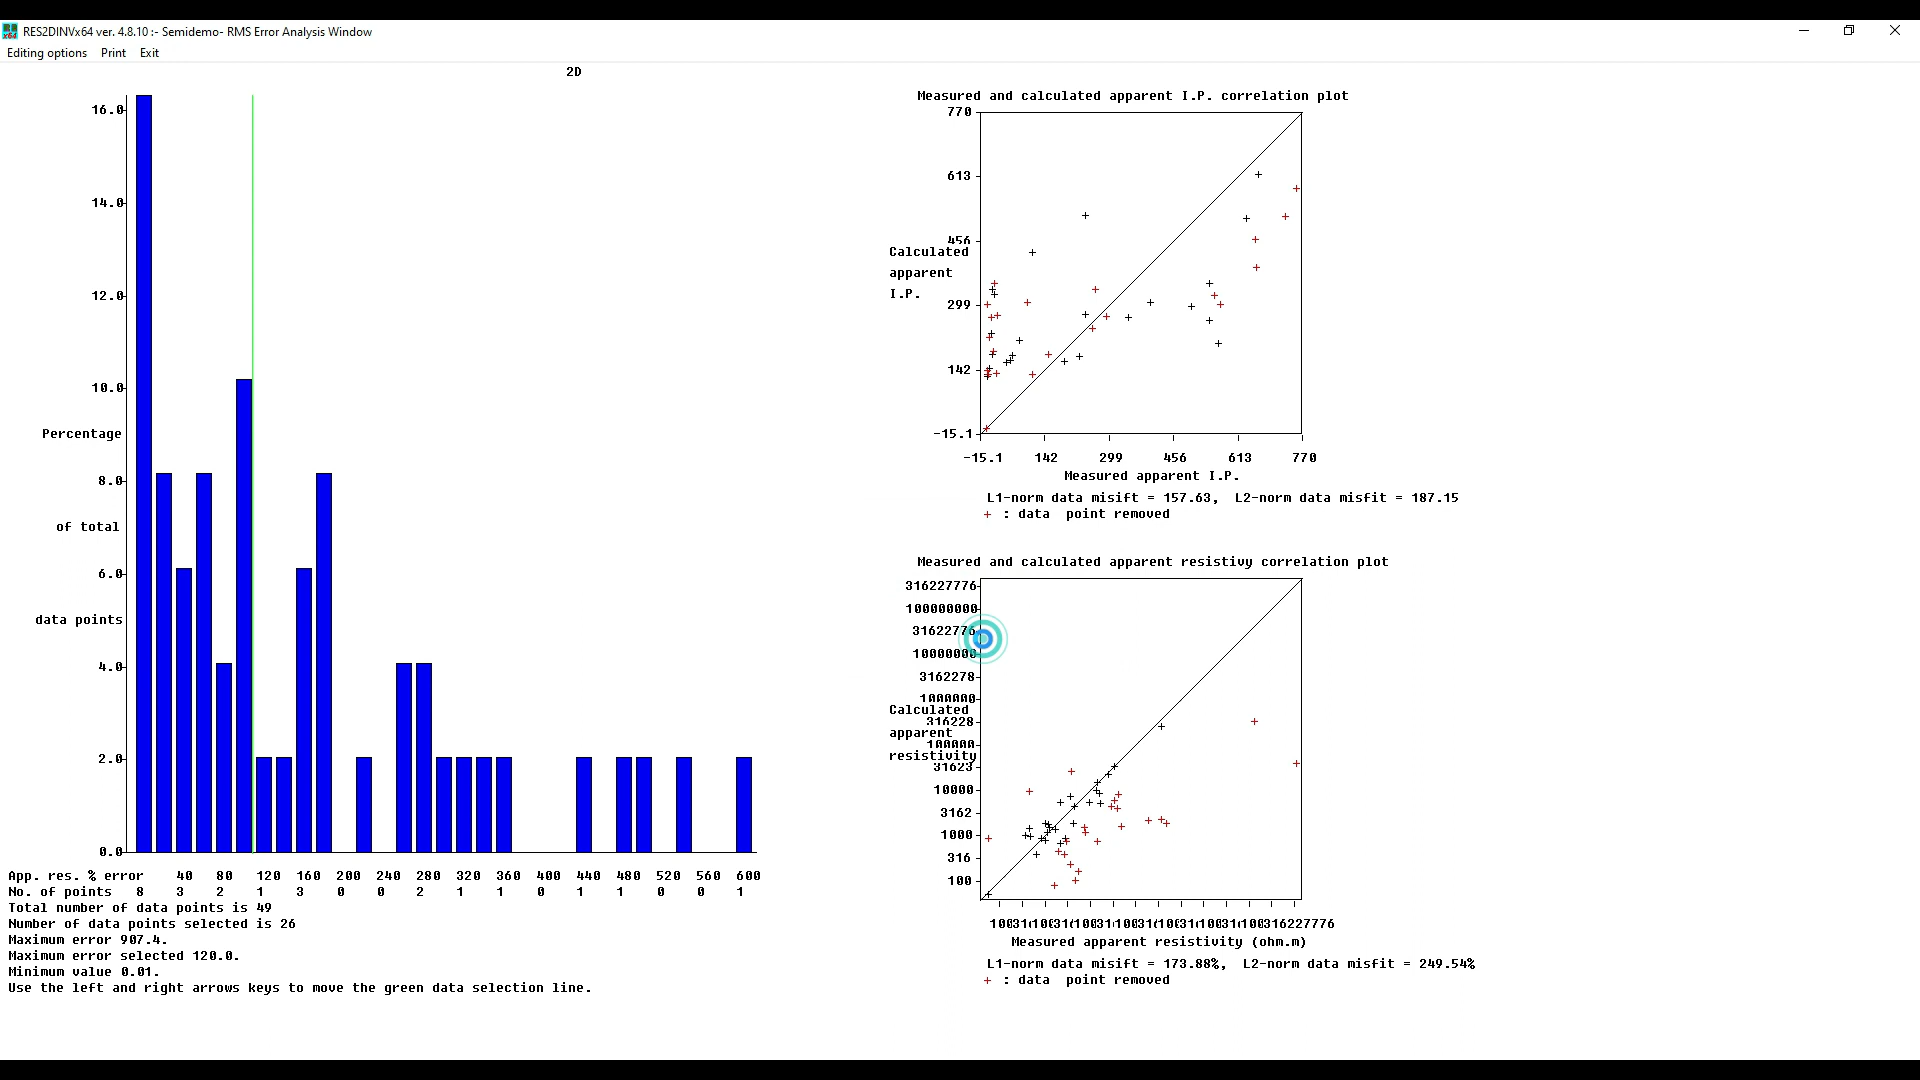 RES2DINVx64 ver. 4.8.10 :- Semidemo- RMS Error Analysis Window
Editing options Print Exit
2D
16.0
14.0
12.0
10.0
Percentage
8.0
of total
6.0
data points
4.0
2.0
0.0
App. res. % error 40 80 120 160 200 240 280 320 360 400 440 480 520 560 600
No. of points 8 3 2 1 3 0 0 2 1 1 0 1 1 0 0 1
Total number of data points is 49
Number of data points selected is 26
Maximum error 907.4.
Maximum error selected 120.0.
Minimum value 0.01.
Use the left and right arrows keys to move the green data selection line.
Measured and calculated apparent I.P. correlation plot
770
613
456
Calculated
apparent
I.P.
299
142
-15.1
-15.1 142 299 456 613 770
Measured apparent I.P.
L1-norm data misift = 157.63, L2-norm data misfit = 187.15
+ : data point removed
Measured and calculated apparent resistivy correlation plot
316227776
100000000
31622776
10000000
3162278
1000000
Calculated
316228
apparent
100000
resistivity
31623
10000
3162
1000
316
100
316227776
Measured apparent resistivity (ohm.m)
L1-norm data misift = 173.88%, L2-norm data misfit = 249.54%
+ : data point removed